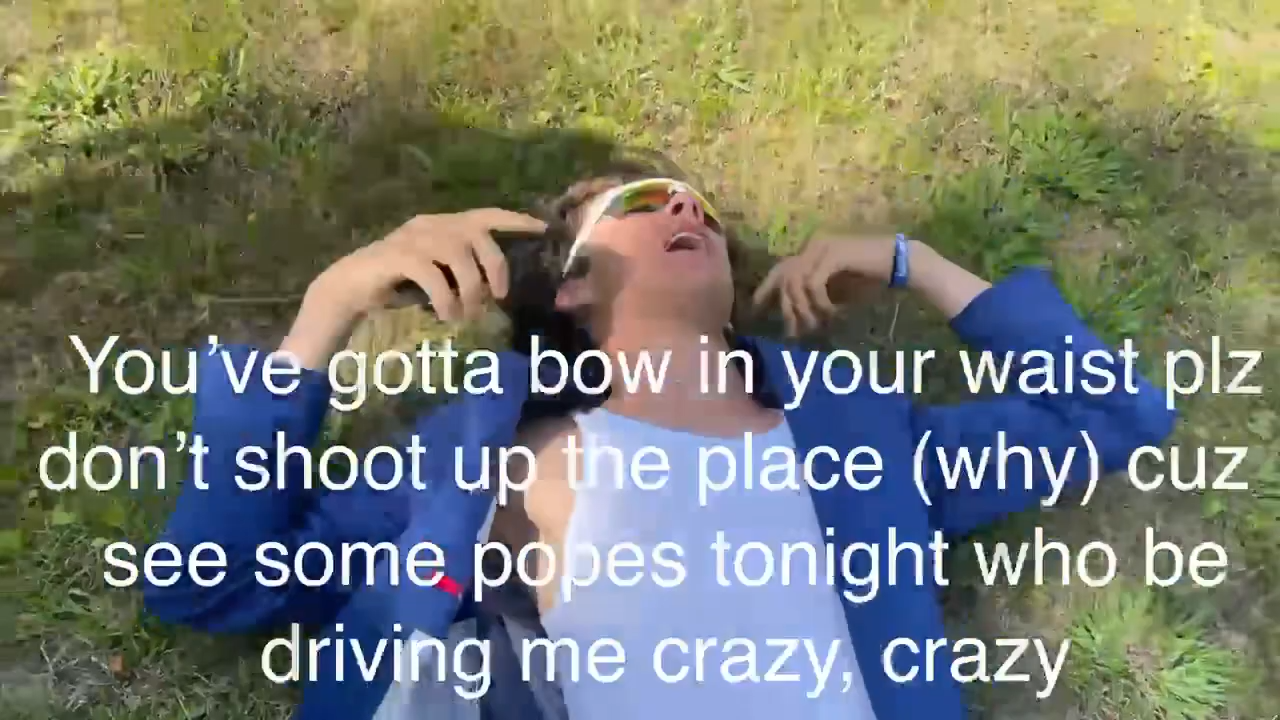 You’ve gotta bow in your waist plz
don’t shoot up the place (why) cuz
see some popes tonight who be
driving me crazy, crazy